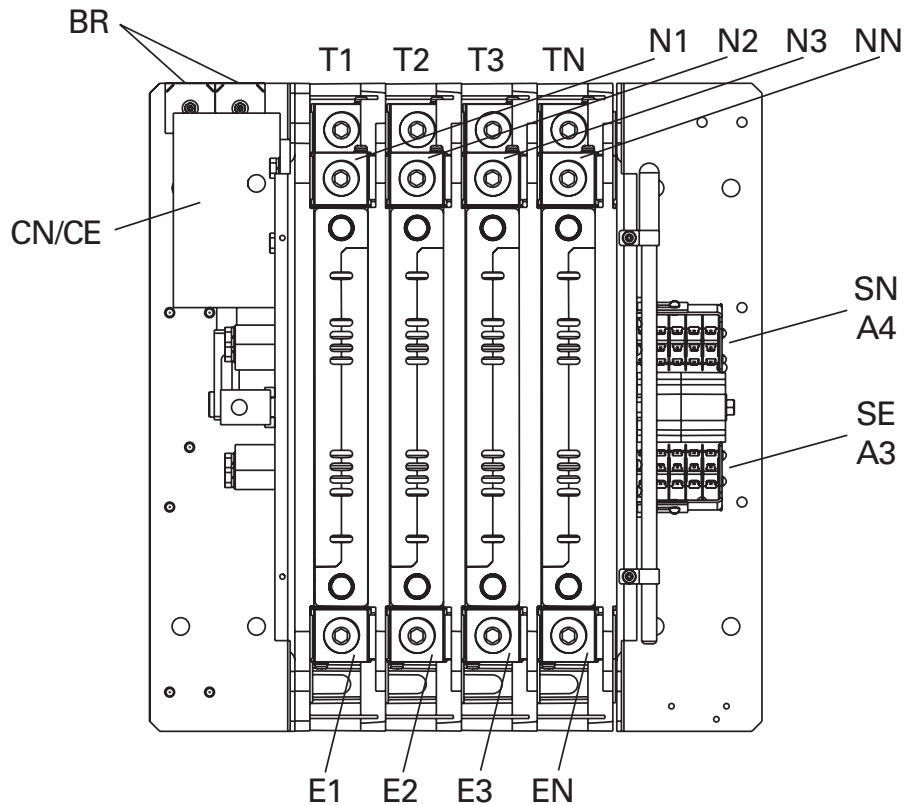 BR
T1 T2 T3 TN N1 N2 N3 NN
CN/CE
SN
A4
SE
A3
E1 E2 E3 EN